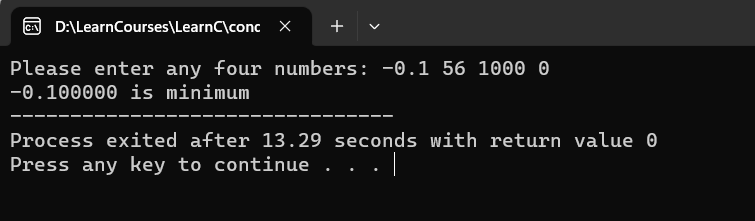 D:\LearnCourses\LearnC\conc
Please enter any four numbers: -0.1 56 1000 0
-0.100000 is minimum
--------------------------------
Process exited after 13.29 seconds with return value 0
Press any key to continue . . .